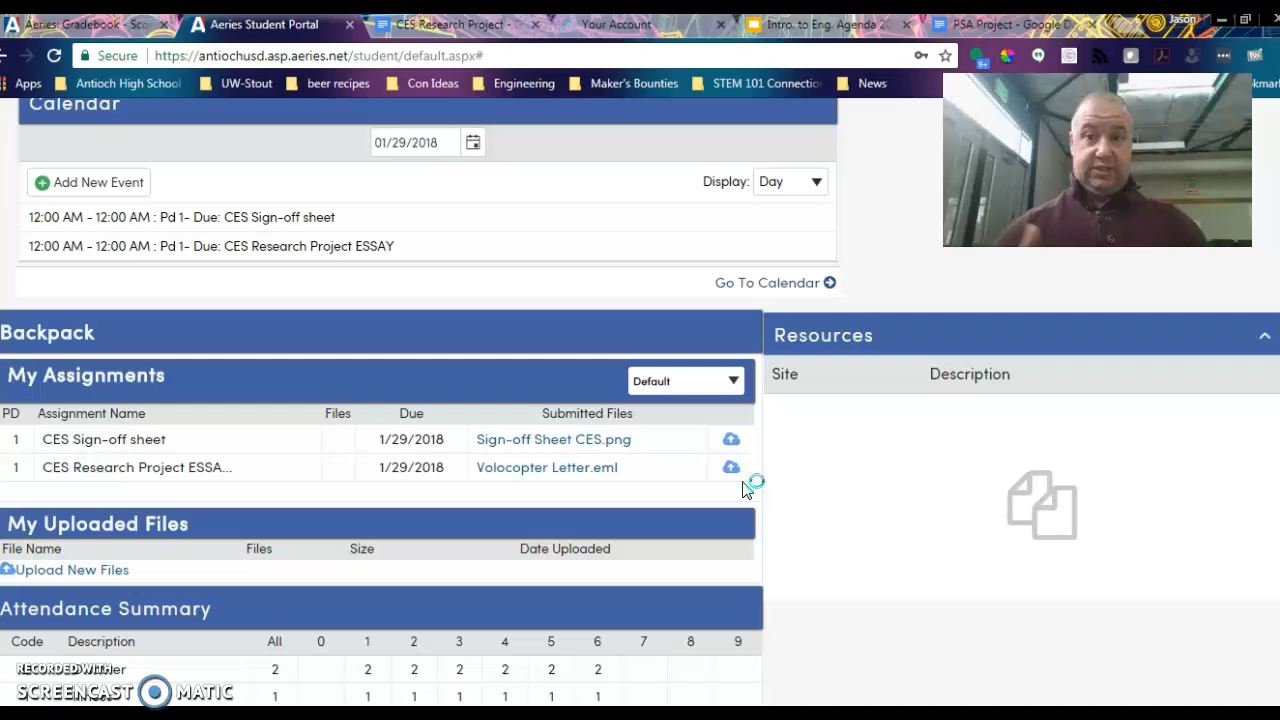 Aeries: Gradebook - Sco
Aeries Student Portal
CES Research Project - G
Your Account
Intro. to Eng. Agenda 20
PSA Project - Google D
Jason
Secure https://antiochusd.asp.aeries.net/student/default.aspx#
9+
Apps Antioch High School UW-Stout beer recipes Con Ideas Engineering Maker's Bounties STEM 101 Connectio News
Calendar
01/29/2018
Add New Event
Display: Day
12:00 AM - 12:00 AM : Pd 1- Due: CES Sign-off sheet
12:00 AM - 12:00 AM : Pd 1- Due: CES Research Project ESSAY
Go To Calendar
Backpack
My Assignments
Default
PD Assignment Name Files Due Submitted Files
1 CES Sign-off sheet 1/29/2018 Sign-off Sheet CES.png
1 CES Research Project ESSA... 1/29/2018 Volocopter Letter.eml
My Uploaded Files
File Name Files Size Date Uploaded
Upload New Files
Resources
Site Description
Attendance Summary
Code Description All 0 1 2 3 4 5 6 7 8 9
2 2 2 2 2 2 2
1 1 1 1 1 1 1
RECORDED WITH
SCREENCAST MATIC